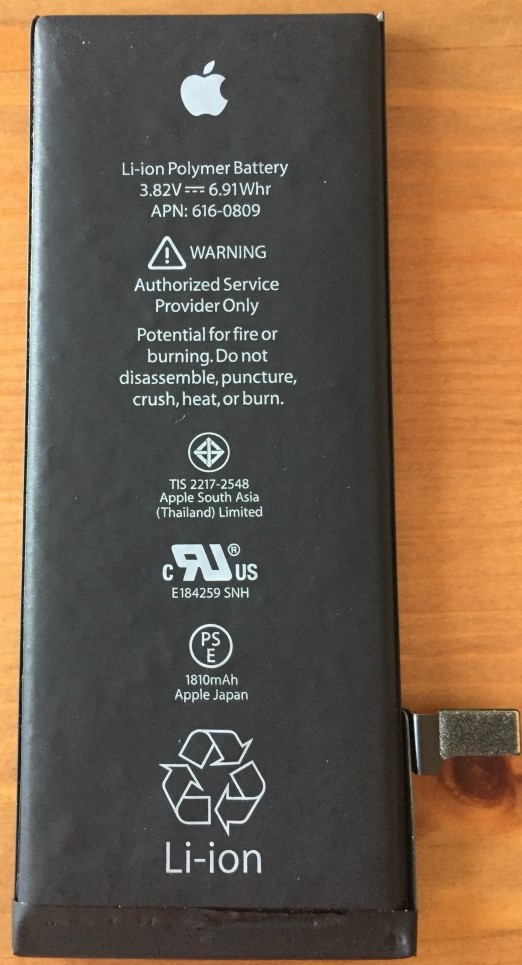 Li-ion Polymer Battery
3.82V ⎓ 6.91Whr
APN: 616-0809
WARNING
Authorized Service
Provider Only
Potential for fire or
burning. Do not
disassemble, puncture,
crush, heat, or burn.
TIS 2217-2548
Apple South Asia
(Thailand) Limited
c RU ® US
E184259 SNH
PS
E
1810mAh
Apple Japan
Li-ion